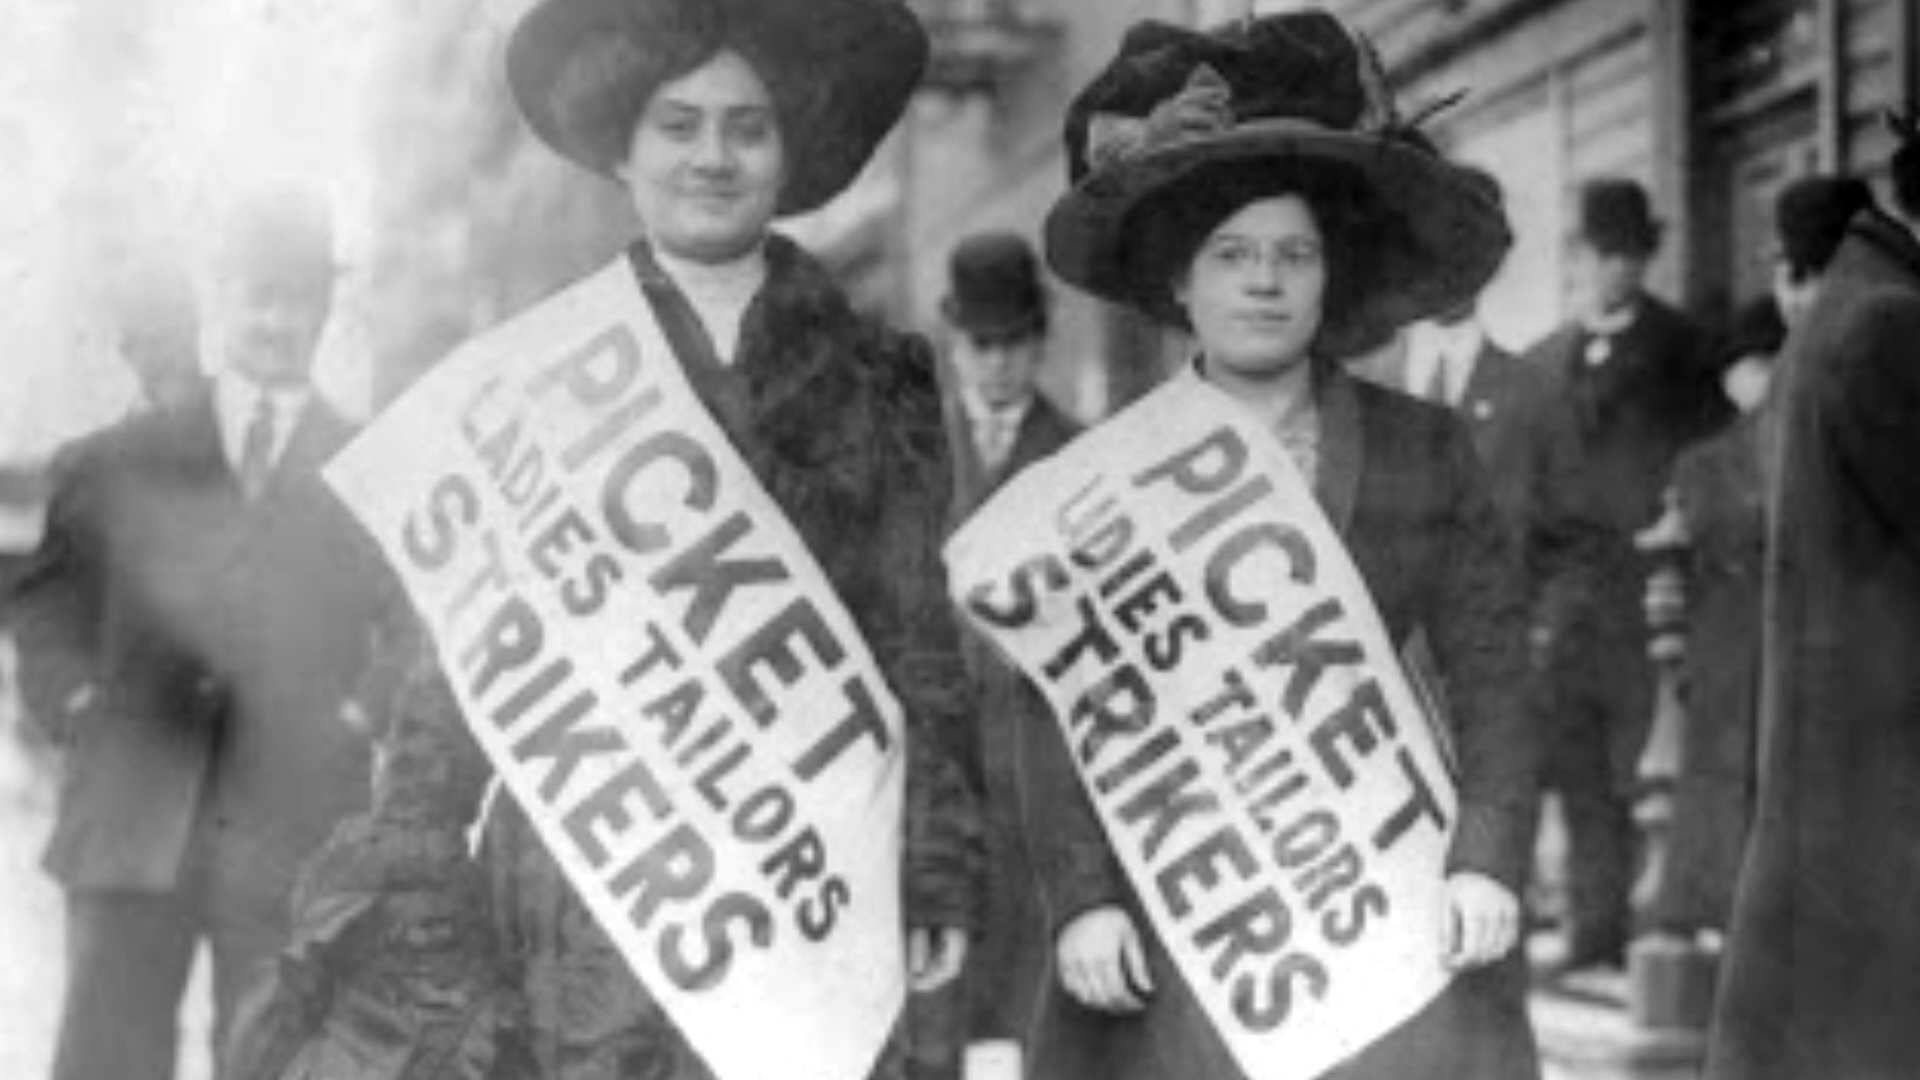 PICKET
LADIES TAILORS
STRIKERS
PICKET
LADIES TAILORS
STRIKERS